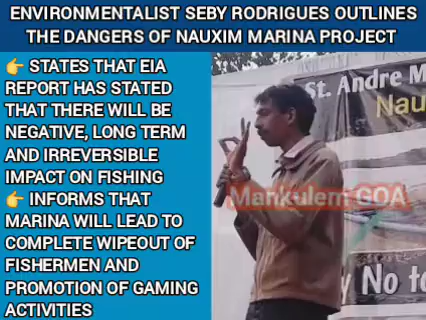 ENVIRONMENTALIST SEBY RODRIGUES OUTLINES
THE DANGERS OF NAUXIM MARINA PROJECT
👉 STATES THAT EIA
REPORT HAS STATED
THAT THERE WILL BE
NEGATIVE, LONG TERM
AND IRREVERSIBLE
IMPACT ON FISHING
👉 INFORMS THAT
MARINA WILL LEAD TO
COMPLETE WIPEOUT OF
FISHERMEN AND
PROMOTION OF GAMING
ACTIVITIES
St. Andre M
Nau
Mankulem GOA
No to